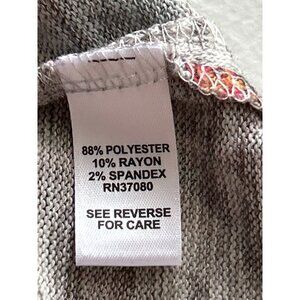 88% POLYESTER
10% RAYON
2% SPANDEX
RN37080
SEE REVERSE
FOR CARE